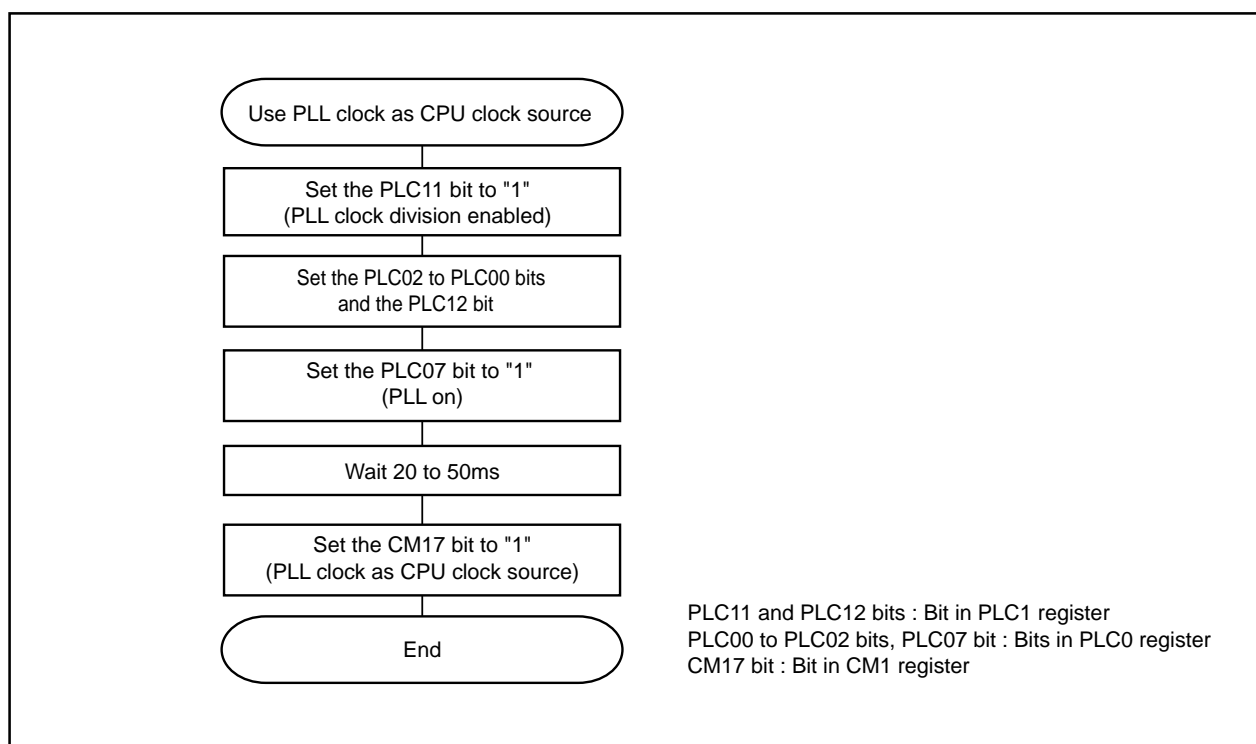 Use PLL clock as CPU clock source
Set the PLC11 bit to "1"
(PLL clock division enabled)
Set the PLC02 to PLC00 bits
and the PLC12 bit
Set the PLC07 bit to "1"
(PLL on)
Wait 20 to 50ms
Set the CM17 bit to "1"
(PLL clock as CPU clock source)
End
PLC11 and PLC12 bits : Bit in PLC1 register
PLC00 to PLC02 bits, PLC07 bit : Bits in PLC0 register
CM17 bit : Bit in CM1 register